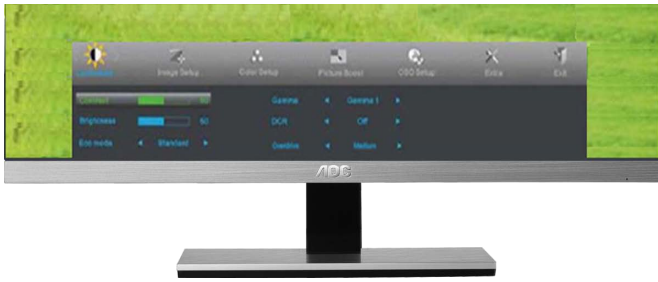 Luminance Image Setup Color Setup Picture Boost OSD Setup Extra Exit
Contrast 50 Gamma Gamma 1
Brightness 50 DCR Off
Eco mode Standard Overdrive Medium
AOC